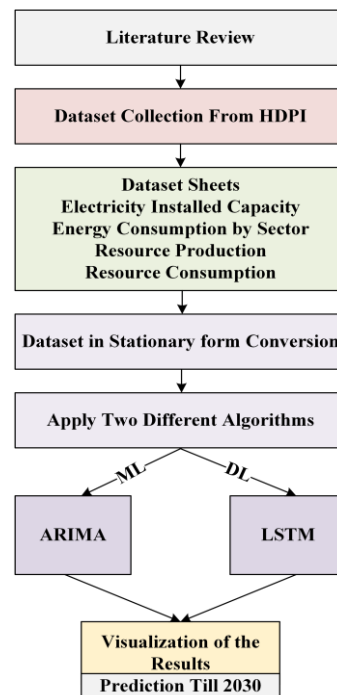 Literature Review
Dataset Collection From HDPI
Dataset Sheets
Electricity Installed Capacity
Energy Consumption by Sector
Resource Production
Resource Consumption
Dataset in Stationary form Conversion
Apply Two Different Algorithms
ML
DL
ARIMA
LSTM
Visualization of the
Results
Prediction Till 2030